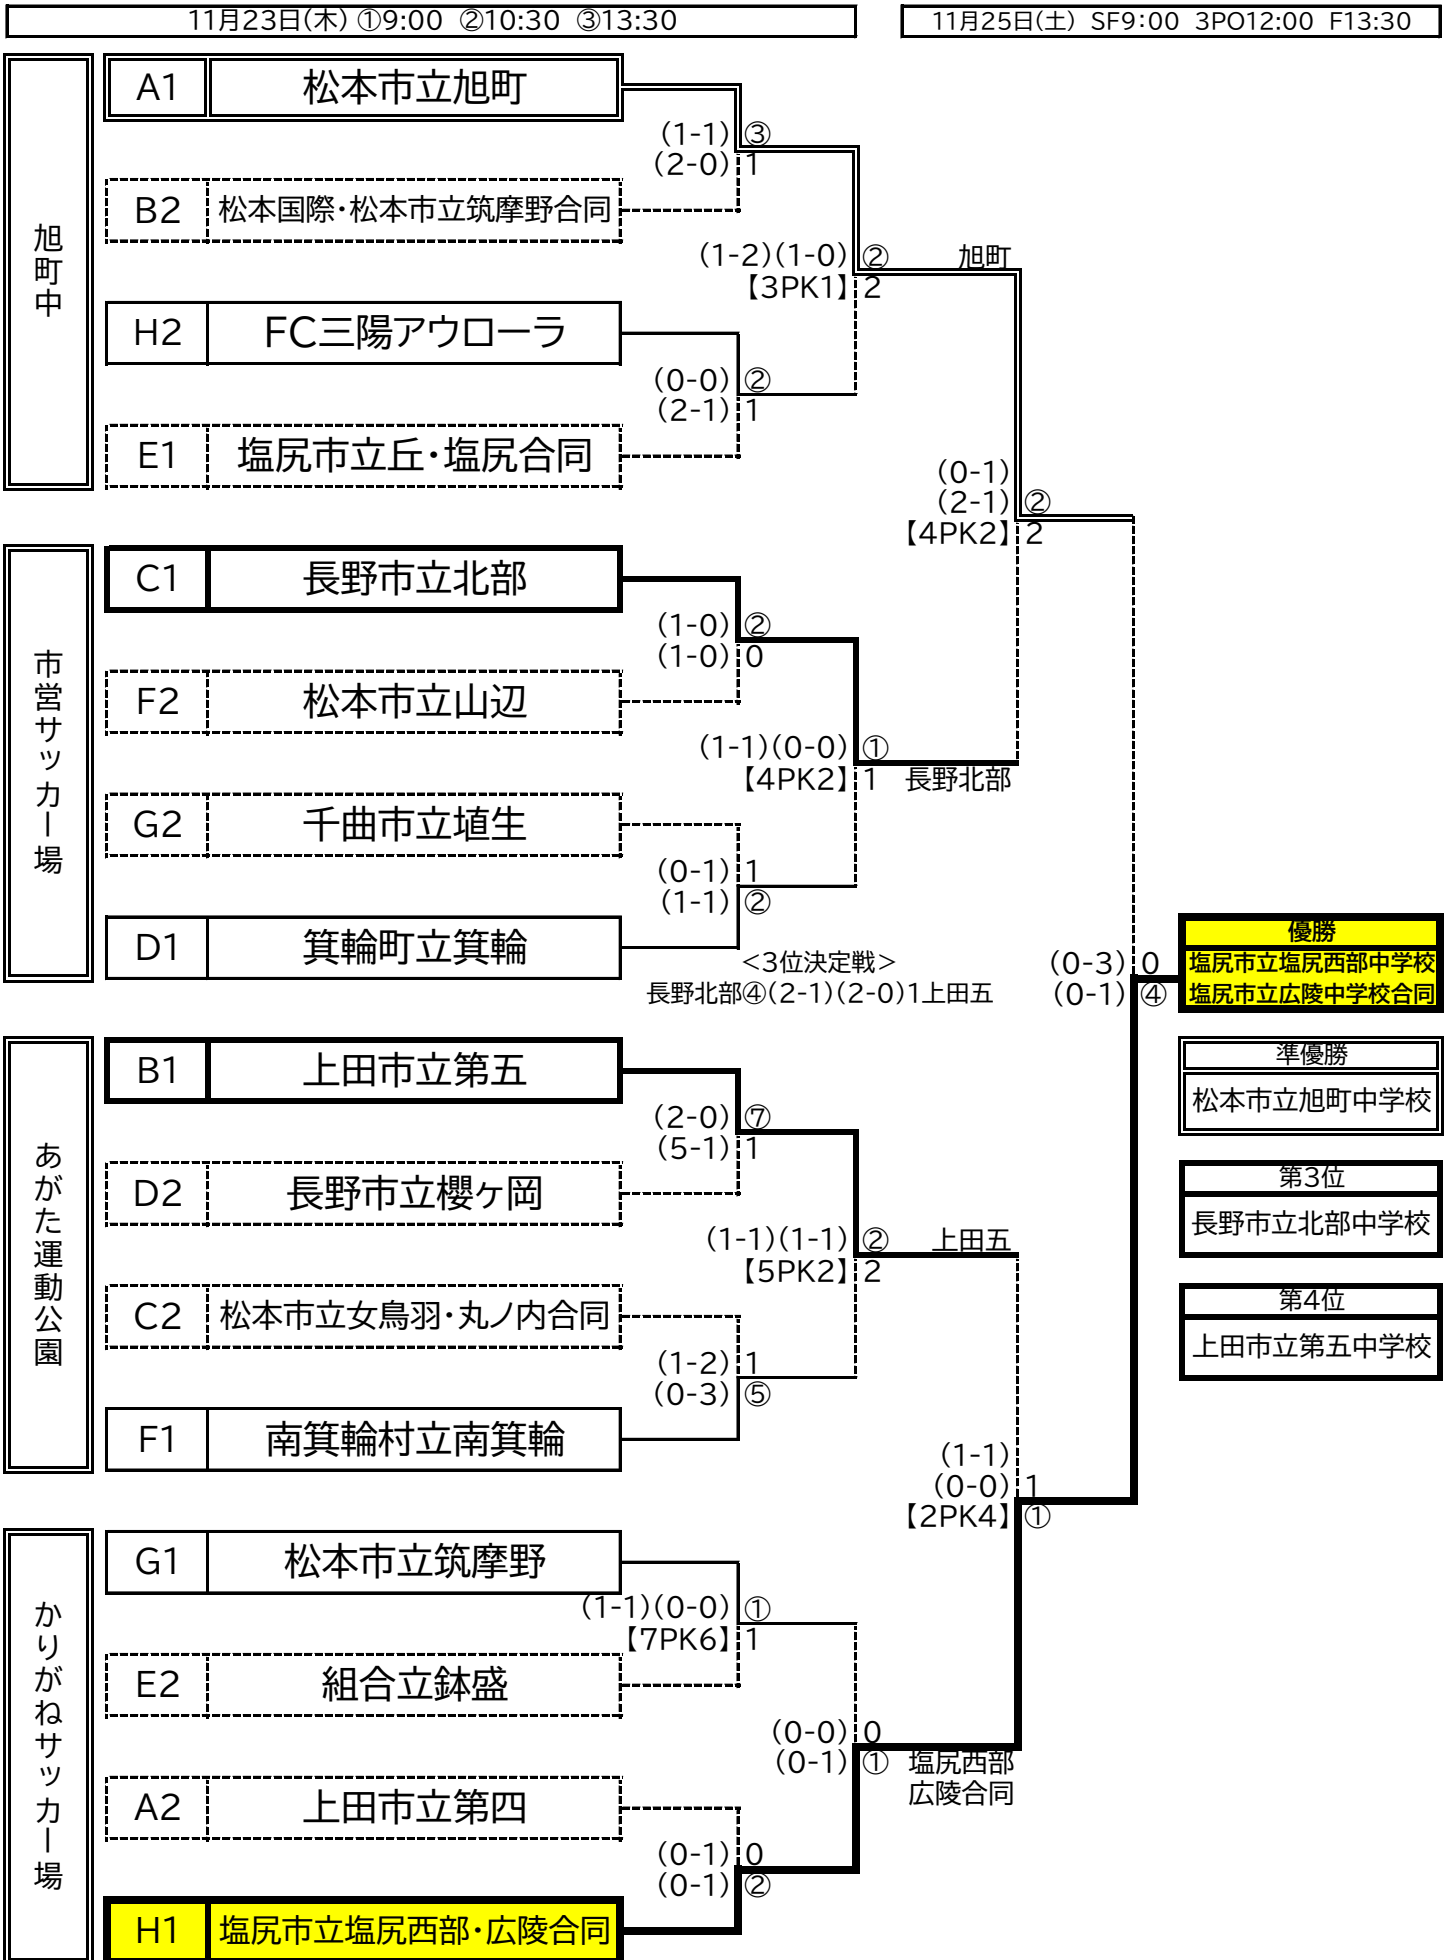 11月23日(木) ①9:00 ②10:30 ③13:30
11月25日(土) SF9:00 3PO12:00 F13:30
旭町中
A1 松本市立旭町
(1-1) ③
(2-0) 1
B2 松本国際・松本市立筑摩野合同
(1-2)(1-0) ② 旭町
【3PK1】 2
H2 FC三陽アウローラ
(0-0) ②
(2-1) 1
E1 塩尻市立丘・塩尻合同
(0-1)
(2-1) ②
【4PK2】 2
市営サッカー場
C1 長野市立北部
(1-0) ②
(1-0) 0
F2 松本市立山辺
(1-1)(0-0) ①
【4PK2】 1 長野北部
G2 千曲市立埴生
(0-1) 1
(1-1) ②
D1 箕輪町立箕輪
<3位決定戦>
長野北部④(2-1)(2-0)1上田五
(0-3) 0
(0-1) ④
優勝
塩尻市立塩尻西部中学校
塩尻市立広陵中学校合同
準優勝
松本市立旭町中学校
第3位
長野市立北部中学校
第4位
上田市立第五中学校
あがた運動公園
B1 上田市立第五
(2-0) ⑦
(5-1) 1
D2 長野市立櫻ヶ岡
(1-1)(1-1) ② 上田五
【5PK2】 2
C2 松本市立女鳥羽・丸ノ内合同
(1-2) 1
(0-3) ⑤
F1 南箕輪村立南箕輪
(1-1)
(0-0) 1
【2PK4】 ①
かりがねサッカー場
G1 松本市立筑摩野
(1-1)(0-0) ①
【7PK6】 1
E2 組合立鉢盛
(0-0) 0
(0-1) ① 塩尻西部
広陵合同
A2 上田市立第四
(0-1) 0
(0-1) ②
H1 塩尻市立塩尻西部・広陵合同